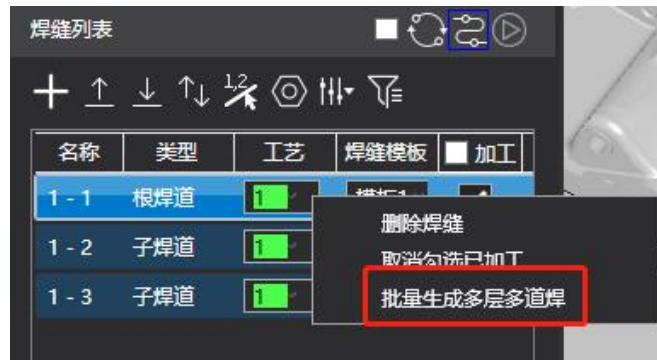 焊缝列表
1,2
名称 类型 工艺 焊缝模板 加工
1 - 1 根焊道 1
删除焊缝
1 - 2 子焊道 1
取消勾选已加工
1 - 3 子焊道 1
批量生成多层多道焊